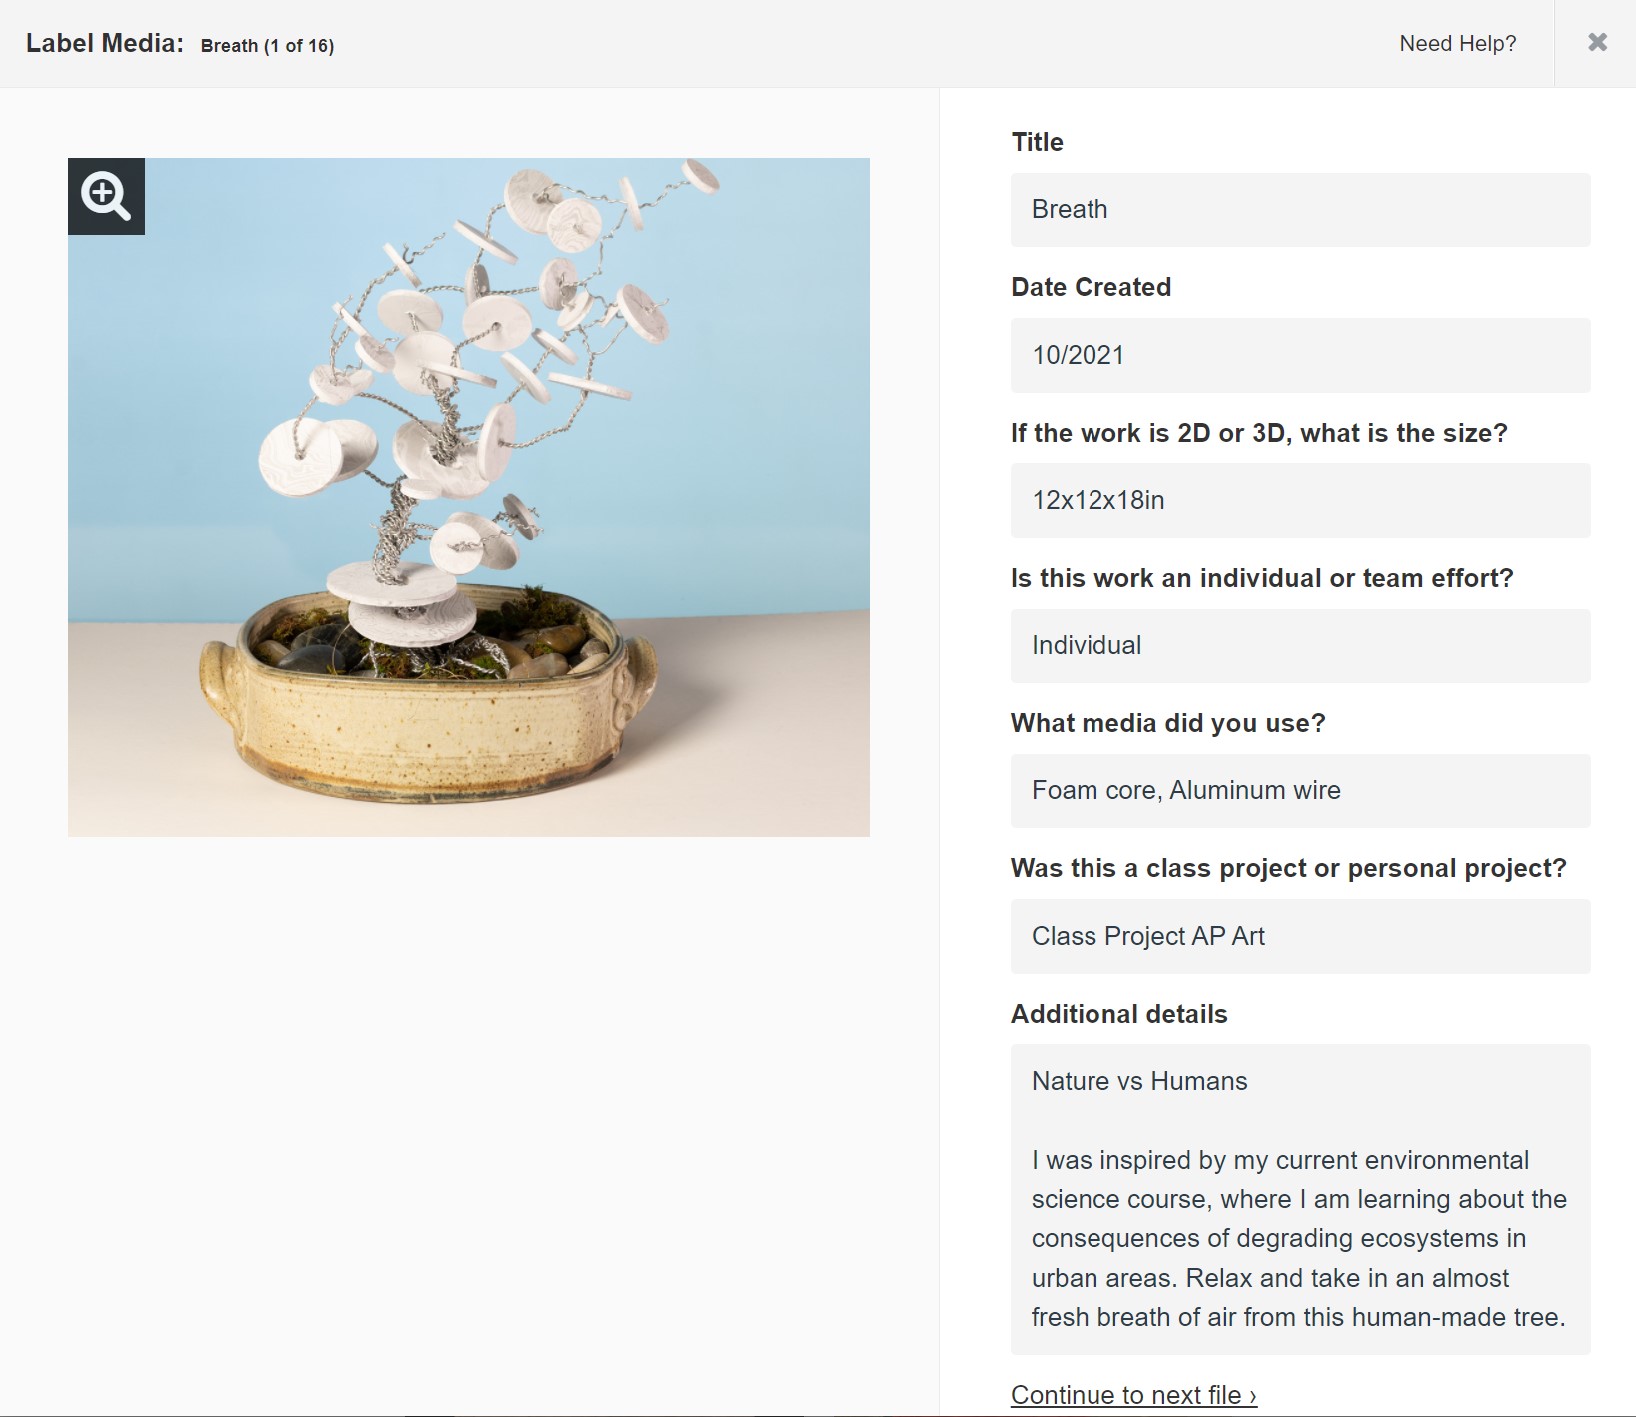 Label Media: Breath (1 of 16)
Need Help?
Title
Breath
Date Created
10/2021
If the work is 2D or 3D, what is the size?
12x12x18in
Is this work an individual or team effort?
Individual
What media did you use?
Foam core, Aluminum wire
Was this a class project or personal project?
Class Project AP Art
Additional details
Nature vs Humans
I was inspired by my current environmental
science course, where I am learning about the
consequences of degrading ecosystems in
urban areas. Relax and take in an almost
fresh breath of air from this human-made tree.
Continue to next file ›